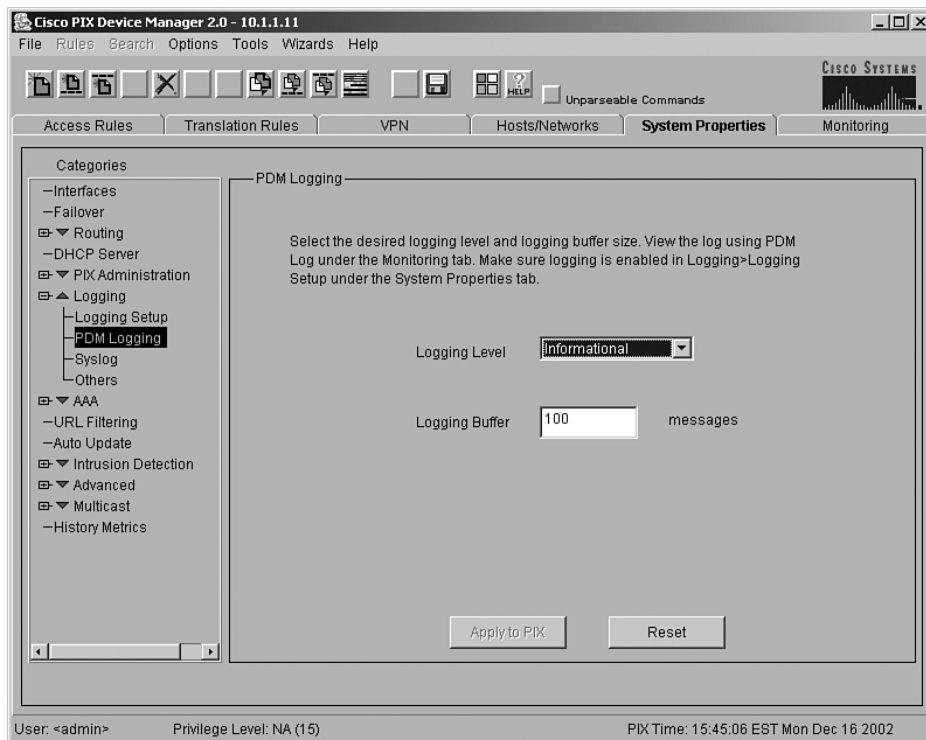 Cisco PIX Device Manager 2.0 - 10.1.1.11
File Rules Search Options Tools Wizards Help
HELP
Unparseable Commands
CISCO SYSTEMS
Access Rules Translation Rules VPN Hosts/Networks System Properties Monitoring
Categories
Interfaces
Failover
Routing
DHCP Server
PIX Administration
Logging
Logging Setup
PDM Logging
Syslog
Others
AAA
URL Filtering
Auto Update
Intrusion Detection
Advanced
Multicast
History Metrics
PDM Logging
Select the desired logging level and logging buffer size. View the log using PDM
Log under the Monitoring tab. Make sure logging is enabled in Logging>Logging
Setup under the System Properties tab.
Logging Level Informational
Logging Buffer 100 messages
Apply to PIX Reset
User: <admin> Privilege Level: NA (15) PIX Time: 15:45:06 EST Mon Dec 16 2002